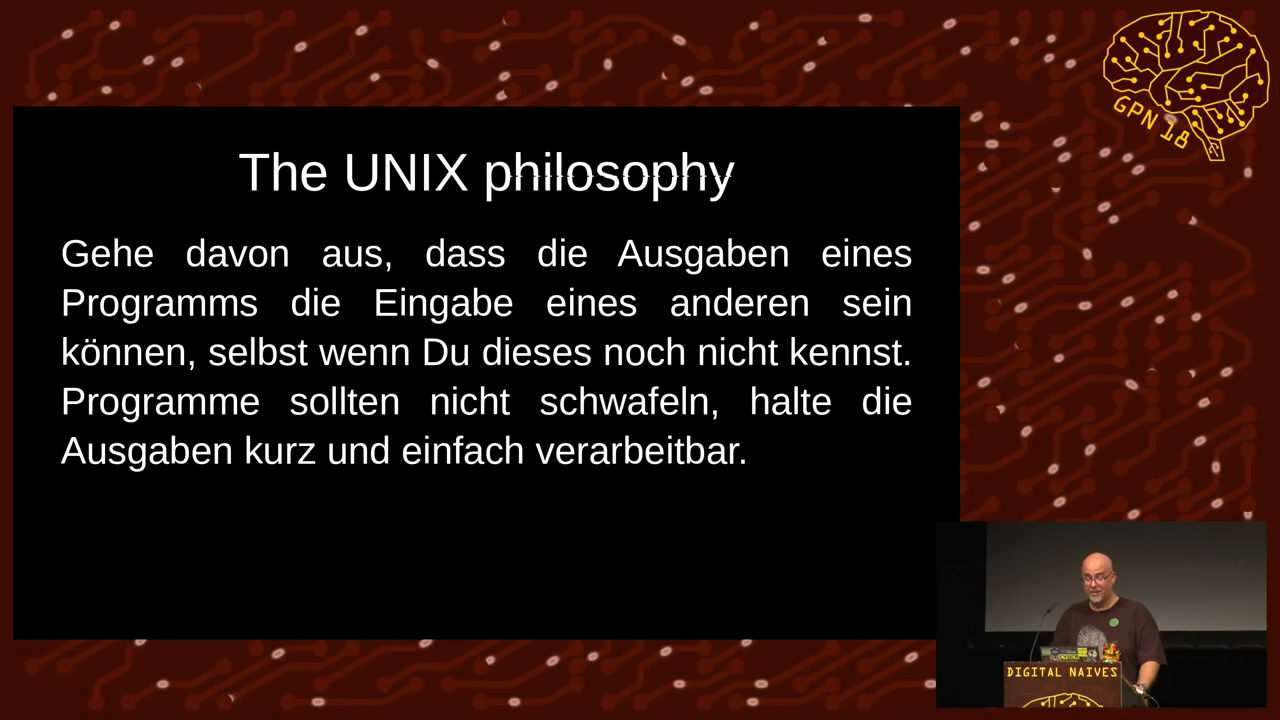 GPN 18
The UNIX philosophy
Gehe davon aus, dass die Ausgaben eines
Programms die Eingabe eines anderen sein
können, selbst wenn Du dieses noch nicht kennst.
Programme sollten nicht schwafeln, halte die
Ausgaben kurz und einfach verarbeitbar.
DIGITAL NAIVES